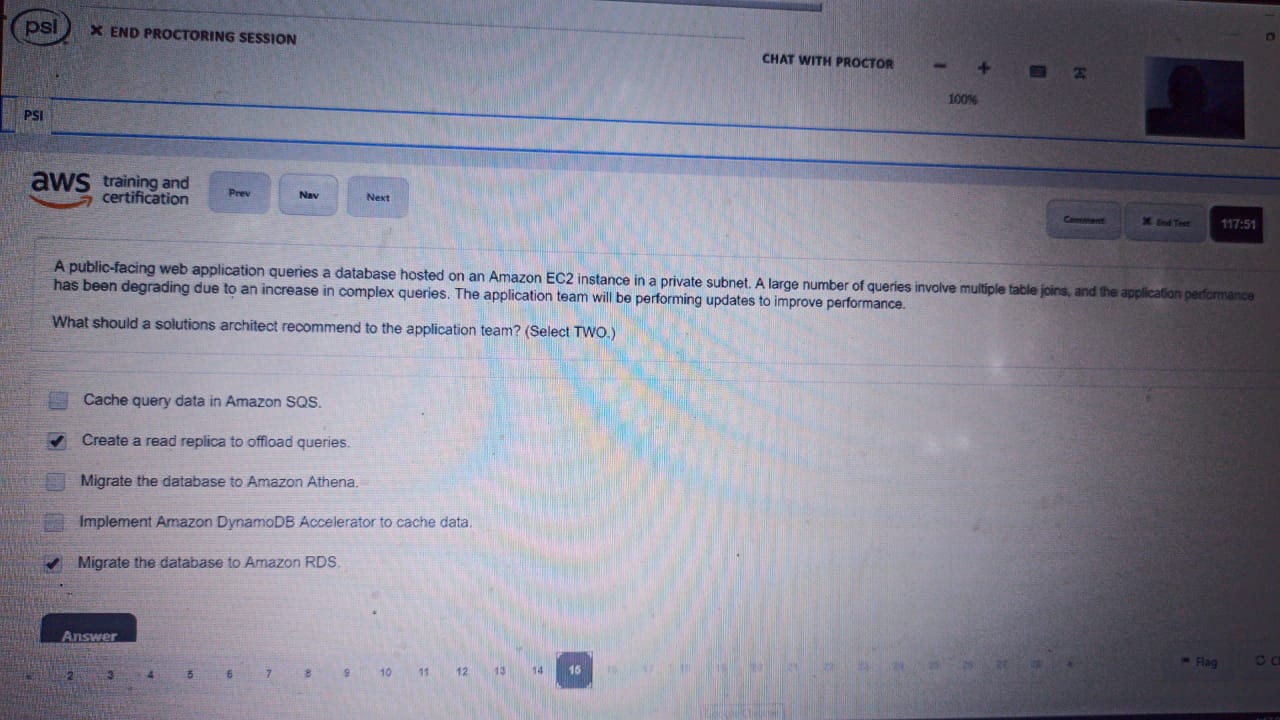 psi
× END PROCTORING SESSION
CHAT WITH PROCTOR
100%
PSI
aws training and certification
Prev
Nav
Next
Comment
× End Test
117:51
A public-facing web application queries a database hosted on an Amazon EC2 instance in a private subnet. A large number of queries involve multiple table joins, and the application performance
has been degrading due to an increase in complex queries. The application team will be performing updates to improve performance.
What should a solutions architect recommend to the application team? (Select TWO.)
Cache query data in Amazon SQS.
Create a read replica to offload queries.
Migrate the database to Amazon Athena.
Implement Amazon DynamoDB Accelerator to cache data.
Migrate the database to Amazon RDS.
Answer
2 3 4 5 6 7 8 9 10 11 12 13 14 15
Flag